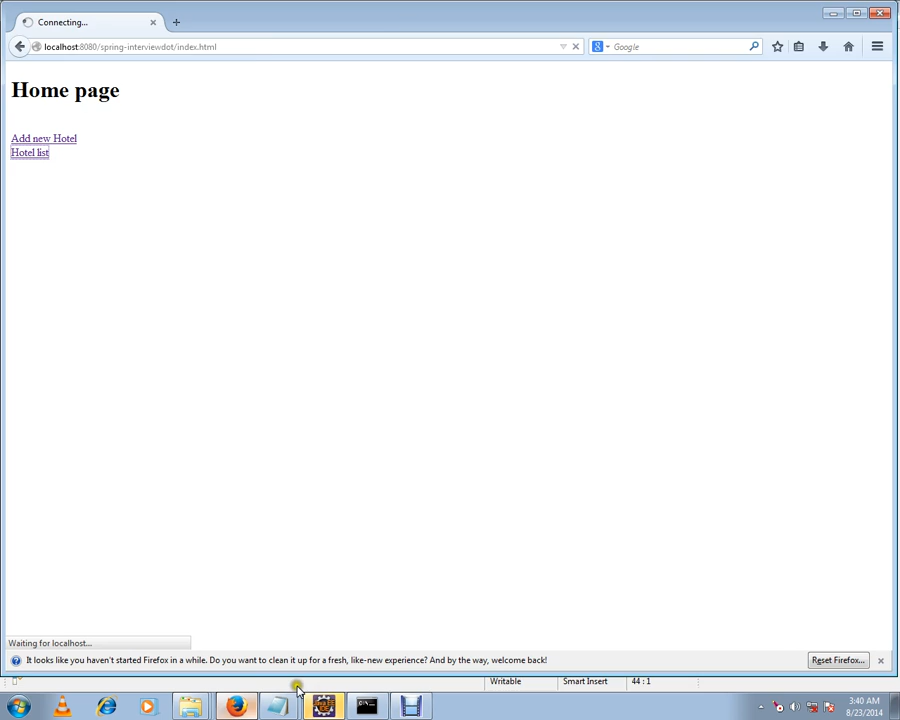 Connecting...
localhost:8080/spring-interviewdot/index.html
Google
Home page
Add new Hotel
Hotel list
Waiting for localhost...
It looks like you haven't started Firefox in a while. Do you want to clean it up for a fresh, like-new experience? And by the way, welcome back!
Reset Firefox...
Writable
Smart Insert
44 : 1
3:40 AM
8/23/2014